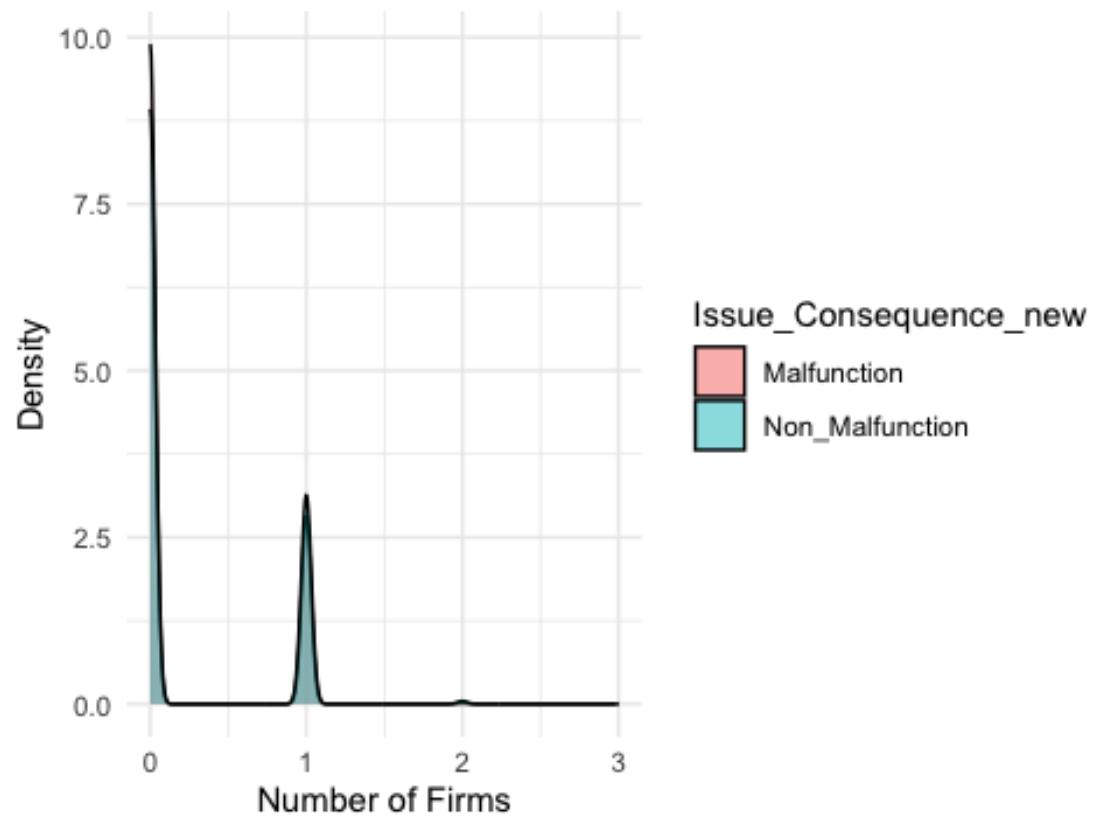 10.0
7.5
5.0
2.5
0.0
Density
0 1 2 3
Number of Firms
Issue_Consequence_new
Malfunction
Non_Malfunction